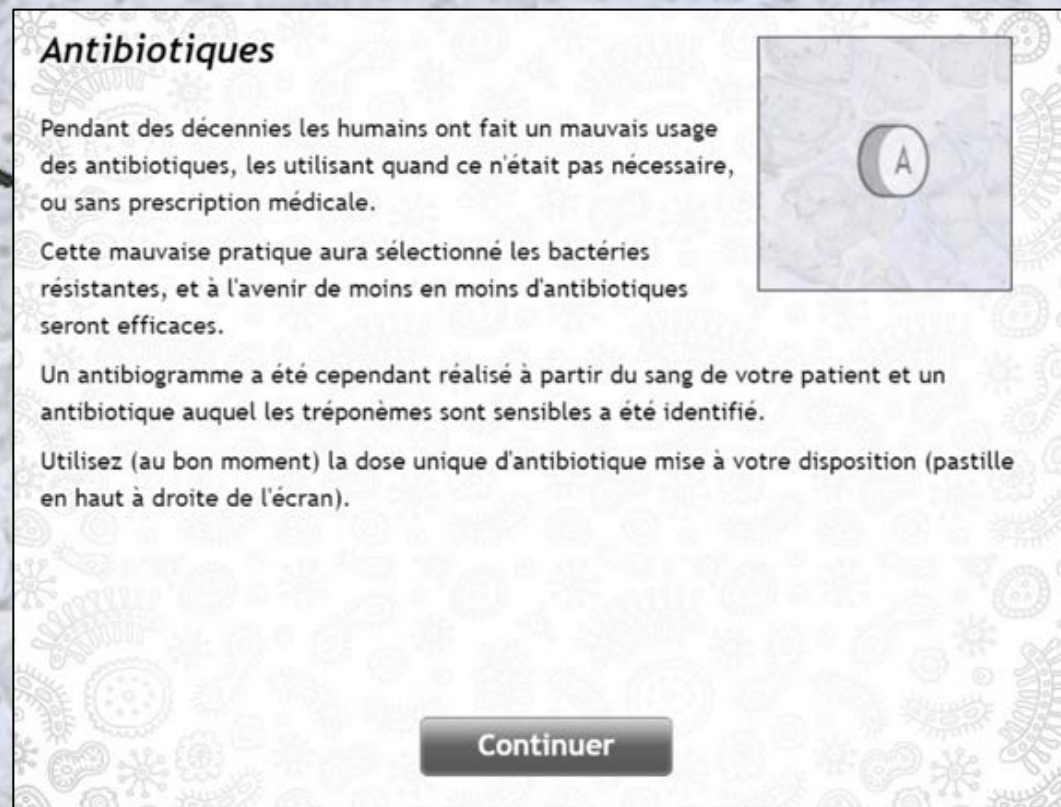 Antibiotiques
A
Pendant des décennies les humains ont fait un mauvais usage
des antibiotiques, les utilisant quand ce n'était pas nécessaire,
ou sans prescription médicale.
Cette mauvaise pratique aura sélectionné les bactéries
résistantes, et à l'avenir de moins en moins d'antibiotiques
seront efficaces.
Un antibiogramme a été cependant réalisé à partir du sang de votre patient et un
antibiotique auquel les tréponèmes sont sensibles a été identifié.
Utilisez (au bon moment) la dose unique d'antibiotique mise à votre disposition (pastille
en haut à droite de l'écran).
Continuer